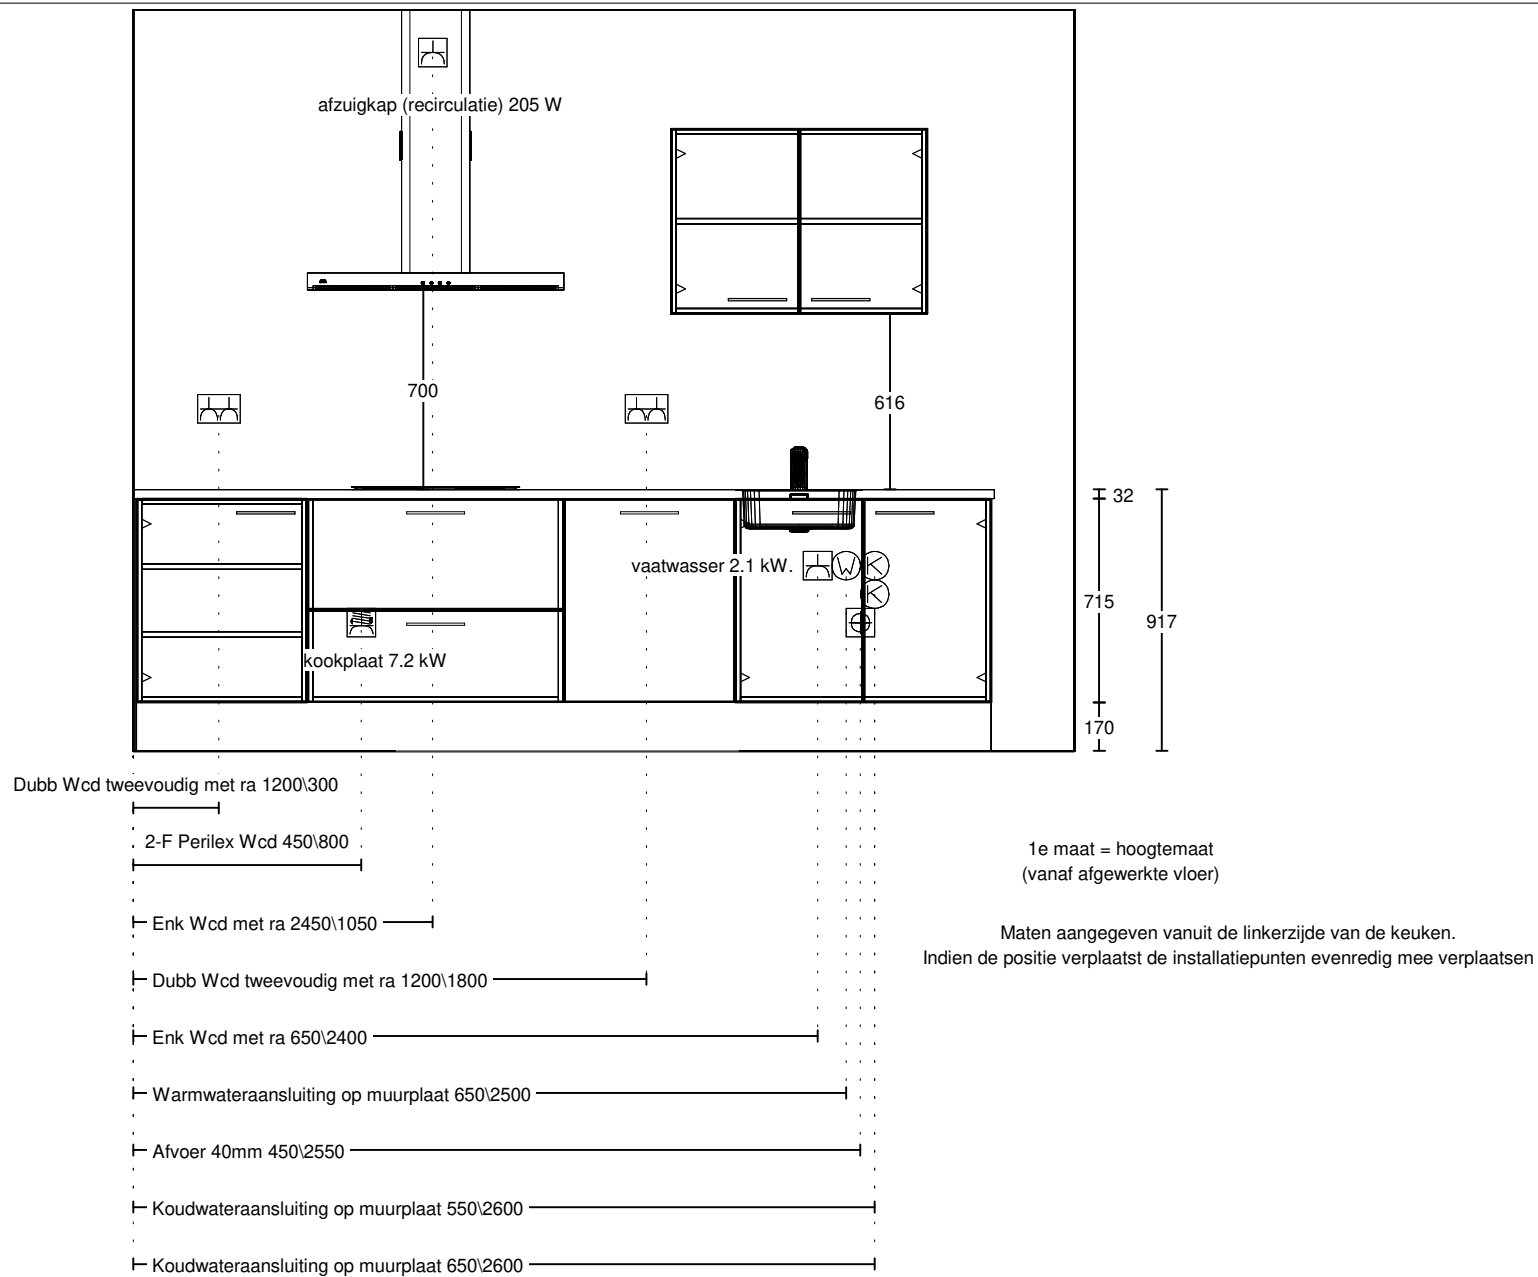 afzuigkap (recirculatie) 205 W
700
616
32
vaatwasser 2.1 kW.
W
K
K
715
917
kookplaat 7.2 kW
170
Dubb Wcd tweevoudig met ra 1200\300
2-F Perilex Wcd 450\800
1e maat = hoogtemaat
(vanaf afgewerkte vloer)
Enk Wcd met ra 2450\1050
Maten aangegeven vanuit de linkerzijde van de keuken.
Indien de positie verplaatst de installatiepunten evenredig mee verplaatsen
Dubb Wcd tweevoudig met ra 1200\1800
Enk Wcd met ra 650\2400
Warmwateraansluiting op muurplaat 650\2500
Afvoer 40mm 450\2550
Koudwateraansluiting op muurplaat 550\2600
Koudwateraansluiting op muurplaat 650\2600